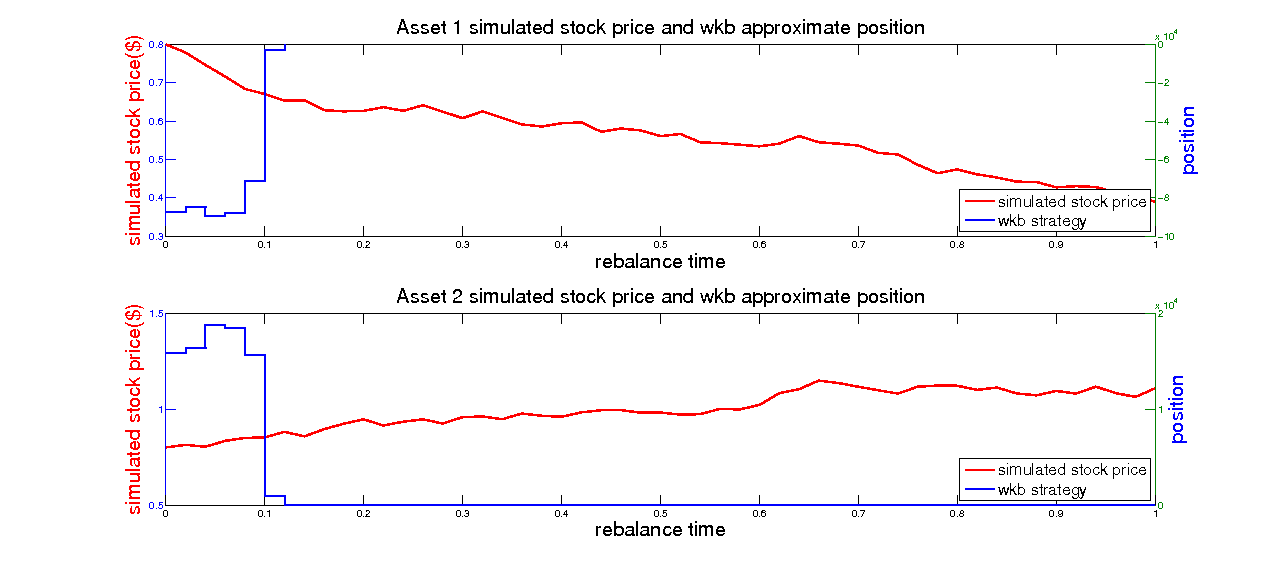 Asset 1 simulated stock price and wkb approximate position
x 10^4
simulated stock price($)
0.8
0.7
0.6
0.5
0.4
0.3
0
-2
-4
-6
-8
-10
position
simulated stock price
wkb strategy
0 0.1 0.2 0.3 0.4 0.5 0.6 0.7 0.8 0.9 1
rebalance time
Asset 2 simulated stock price and wkb approximate position
x 10^4
simulated stock price($)
1.5
1
0.5
2
1
0
position
simulated stock price
wkb strategy
0 0.1 0.2 0.3 0.4 0.5 0.6 0.7 0.8 0.9 1
rebalance time